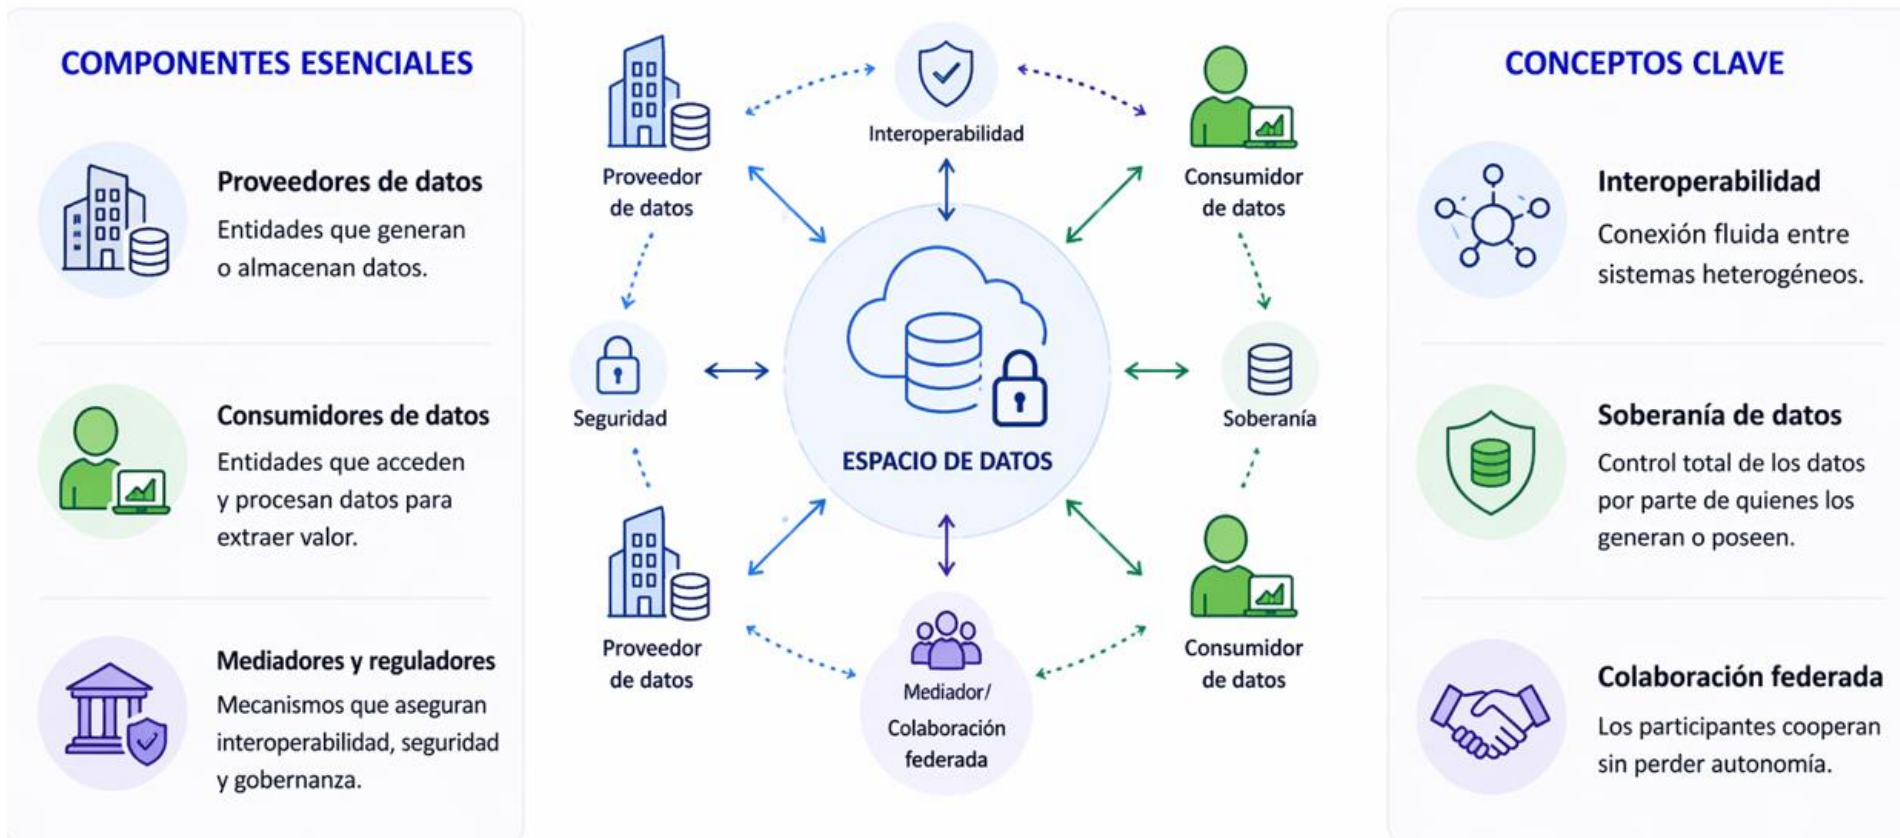 COMPONENTES ESENCIALES
Proveedores de datos
Entidades que generan
o almacenan datos.
Consumidores de datos
Entidades que acceden
y procesan datos para
extraer valor.
Mediadores y reguladores
Mecanismos que aseguran
interoperabilidad, seguridad
y gobernanza.
Proveedor
de datos
Interoperabilidad
Consumidor
de datos
Seguridad
ESPACIO DE DATOS
Soberanía
Proveedor
de datos
Mediador/
Colaboración
federada
Consumidor
de datos
CONCEPTOS CLAVE
Interoperabilidad
Conexión fluida entre
sistemas heterogéneos.
Soberanía de datos
Control total de los datos
por parte de quienes los
generan o poseen.
Colaboración federada
Los participantes cooperan
sin perder autonomía.